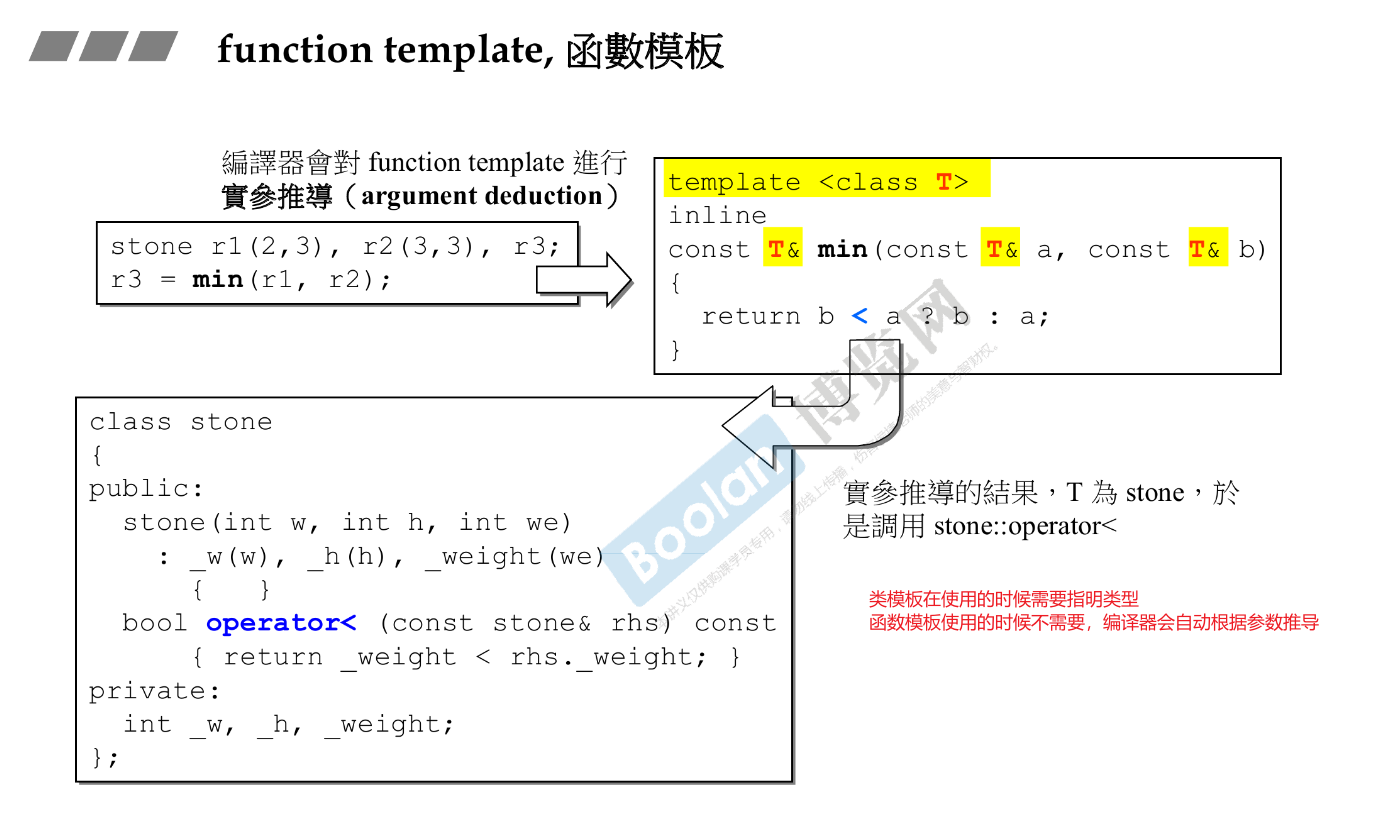 function template, 函數模板
編譯器會對 function template 進行
實參推導（argument deduction）
stone r1(2,3), r2(3,3), r3;
r3 = min(r1, r2);
template <class T>
inline
const T& min(const T& a, const T& b)
{
return b < a ? b : a;
}
class stone
{
public:
stone(int w, int h, int we)
: _w(w), _h(h), _weight(we)
{ }
bool operator< (const stone& rhs) const
{ return _weight < rhs._weight; }
private:
int _w, _h, _weight;
};
實參推導的結果，T 為 stone，於
是調用 stone::operator<
类模板在使用的时候需要指明类型
函数模板使用的时候不需要，编译器会自动根据参数推导
Boolan 博览网